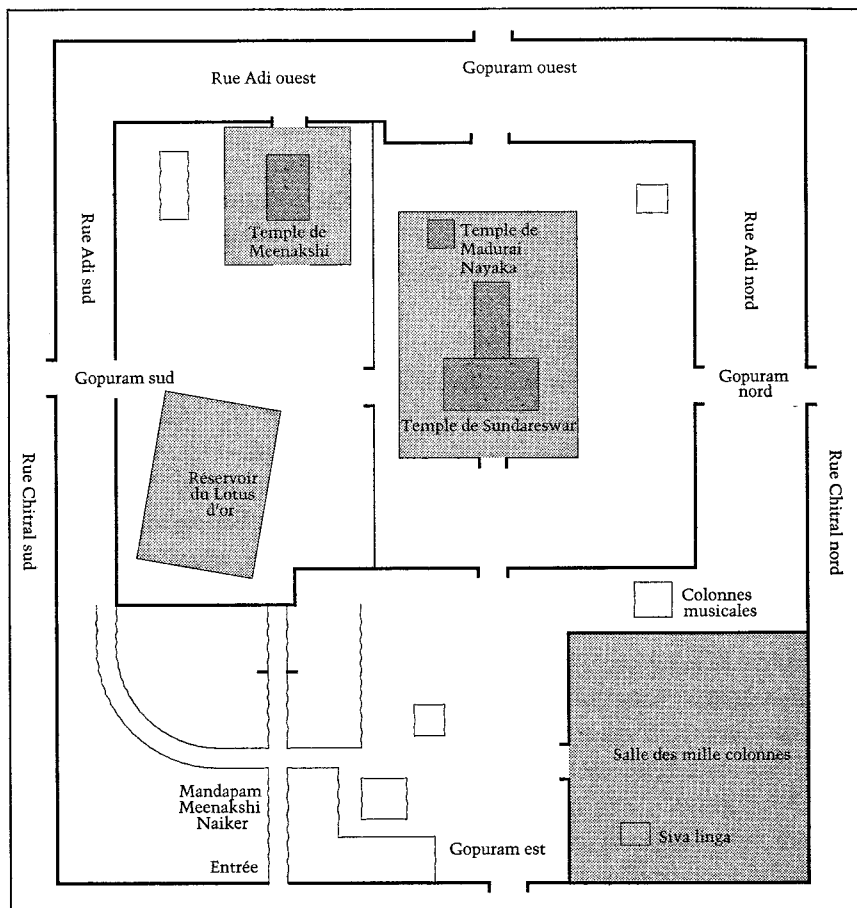 Gopuram ouest
Rue Adi ouest
Rue Adi sud
Temple de
Meenakshi
Temple de
Madurai
Nayaka
Rue Adi nord
Gopuram sud
Gopuram
nord
Temple de Sundareswar
Réservoir
du Lotus
d'or
Rue Chitral sud
Rue Chitral nord
Colonnes
musicales
Salle des mille colonnes
Mandapam
Meenakshi
Naiker
Siva linga
Gopuram est
Entrée